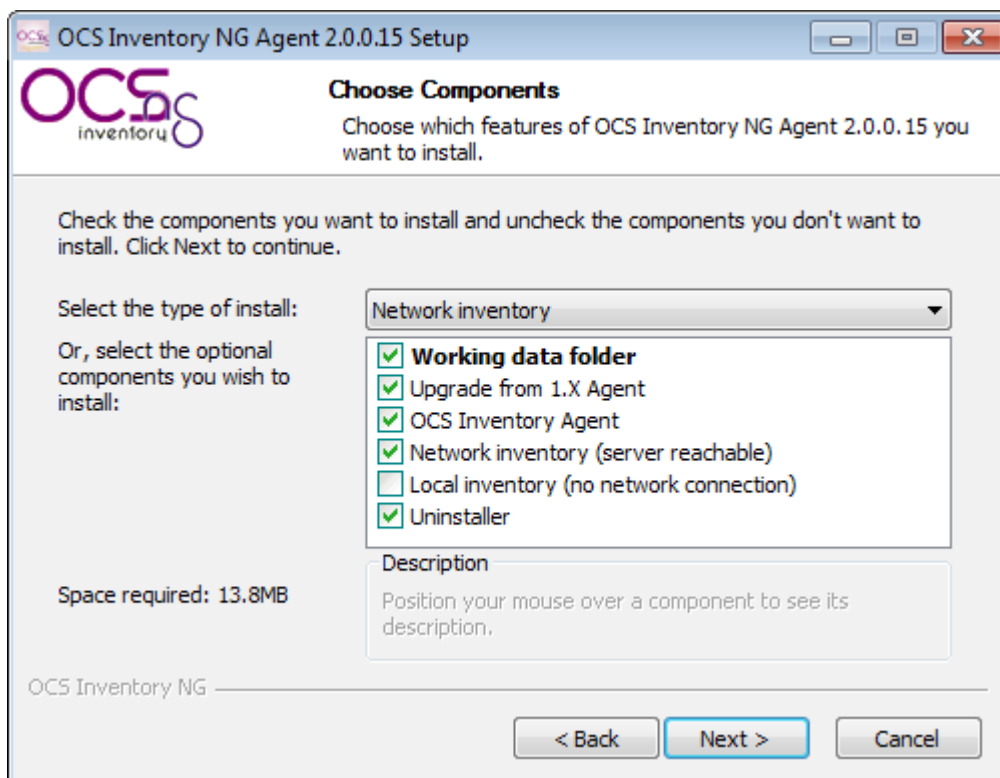 OCS Inventory NG Agent 2.0.0.15 Setup
OCSng
inventory
Choose Components
Choose which features of OCS Inventory NG Agent 2.0.0.15 you
want to install.
Check the components you want to install and uncheck the components you don't want to
install. Click Next to continue.
Select the type of install:
Network inventory
Or, select the optional
components you wish to
install:
Working data folder
Upgrade from 1.X Agent
OCS Inventory Agent
Network inventory (server reachable)
Local inventory (no network connection)
Uninstaller
Space required: 13.8MB
Description
Position your mouse over a component to see its
description.
OCS Inventory NG
< Back
Next >
Cancel